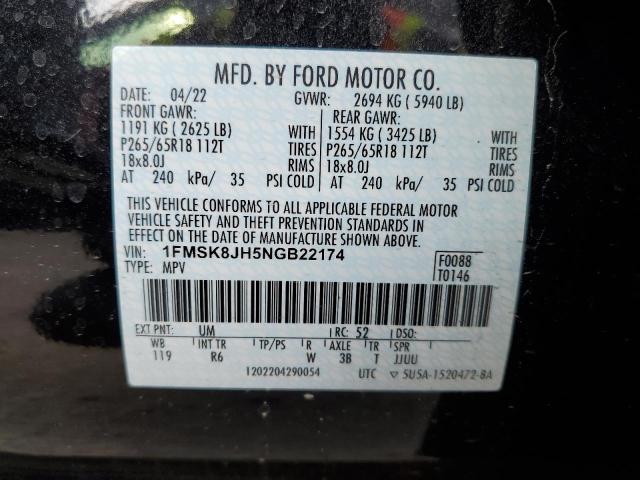 MFD. BY FORD MOTOR CO.
DATE: 04/22 GVWR: 2694 KG ( 5940 LB)
FRONT GAWR: REAR GAWR:
1191 KG ( 2625 LB) WITH 1554 KG ( 3425 LB) WITH
P265/65R18 112T TIRES P265/65R18 112T TIRES
18x8.0J RIMS 18x8.0J RIMS
AT 240 kPa/ 35 PSI COLD AT 240 kPa/ 35 PSI COLD
THIS VEHICLE CONFORMS TO ALL APPLICABLE FEDERAL MOTOR
VEHICLE SAFETY AND THEFT PREVENTION STANDARDS IN
EFFECT ON THE DATE OF MANUFACTURE SHOWN ABOVE.
VIN: 1FMSK8JH5NGB22174 F0088
TYPE: MPV T0146
EXT PNT: UM RC: 52 DSO:
WB INT TR TP/PS R AXLE TR SPR
119 R6 W 3B T JJUU
1202204290054 UTC 5U5A-1520472-BA